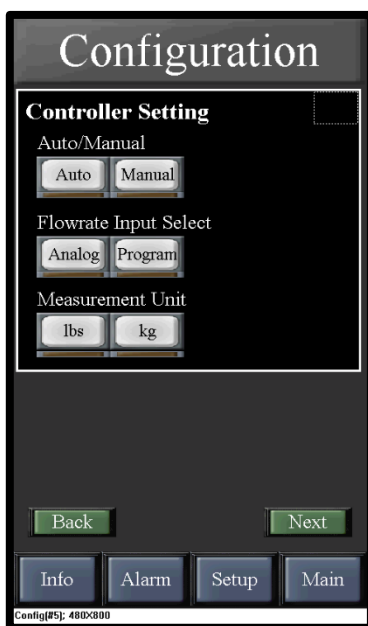 Configuration
Controller Setting
Auto/Manual
Auto Manual
Flowrate Input Select
Analog Program
Measurement Unit
lbs kg
Back Next
Info Alarm Setup Main
Config(#5); 480X800